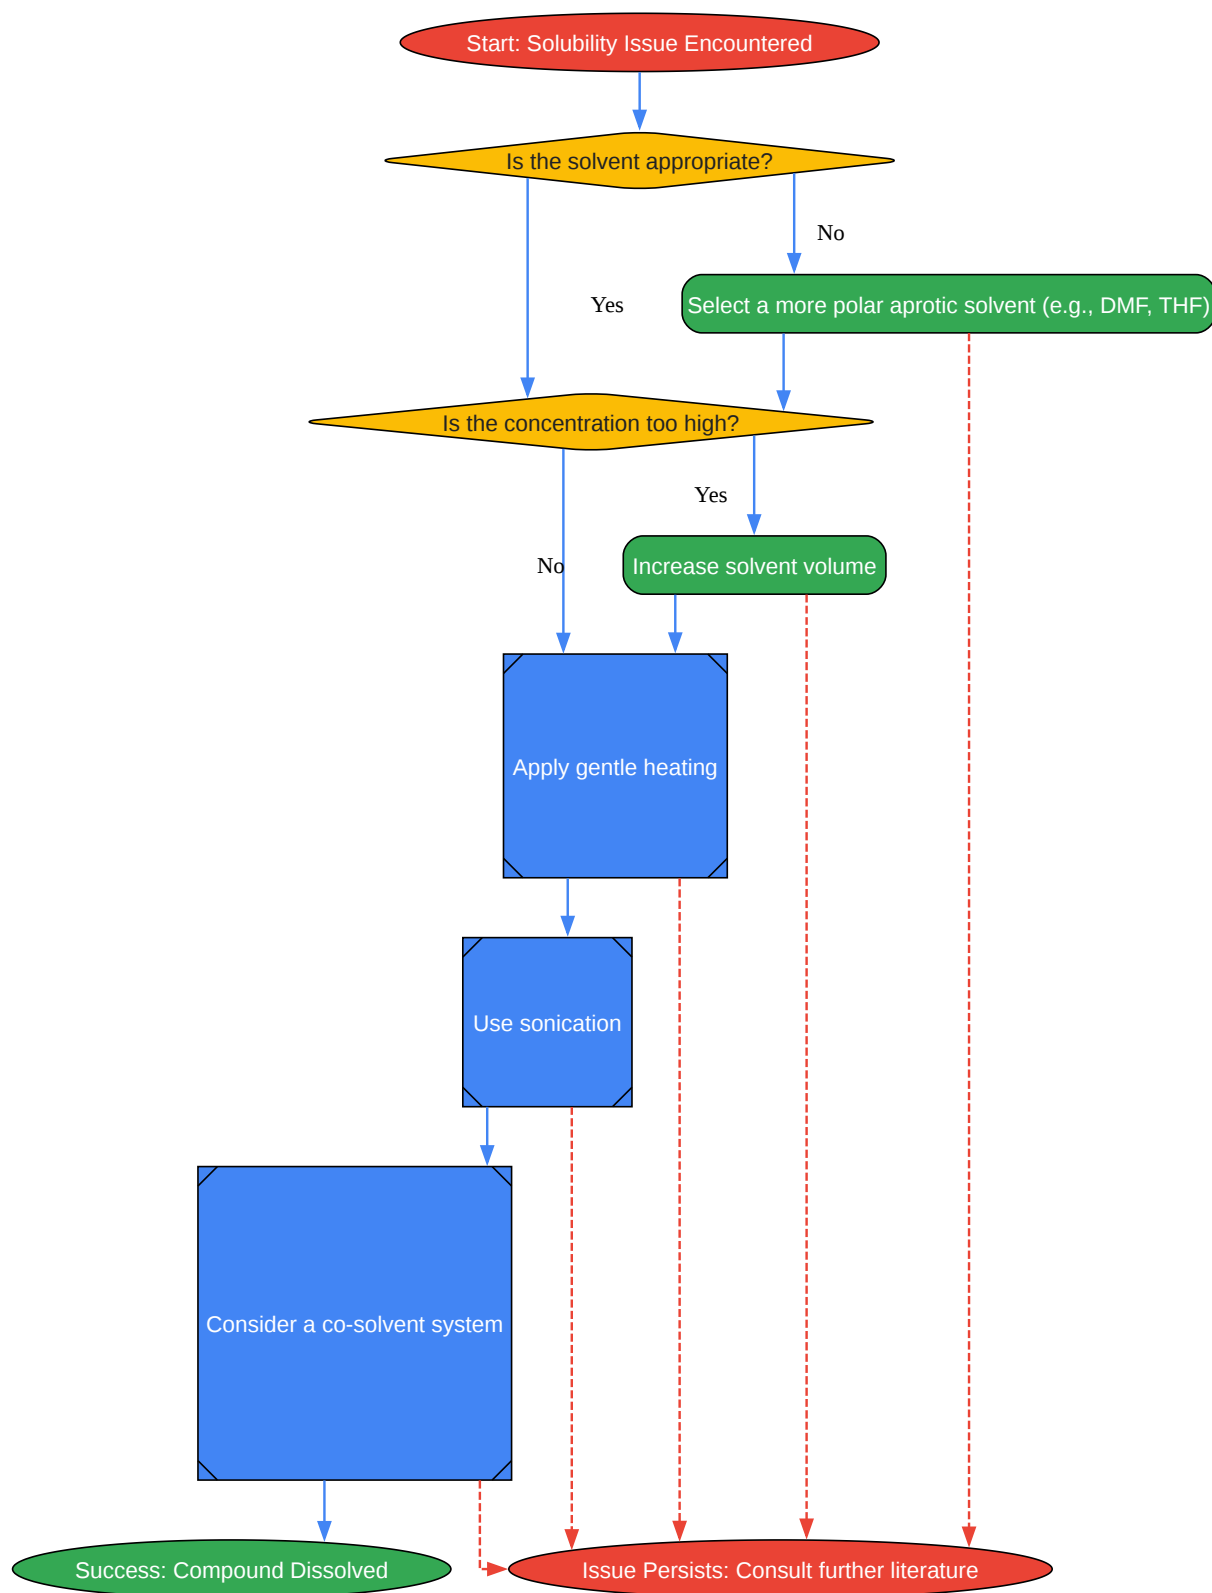 Start: Solubility Issue Encountered
Is the solvent appropriate?
No
Yes
Select a more polar aprotic solvent (e.g., DMF, THF)
Is the concentration too high?
Yes
No
Increase solvent volume
Apply gentle heating
Use sonication
Consider a co-solvent system
Success: Compound Dissolved
Issue Persists: Consult further literature